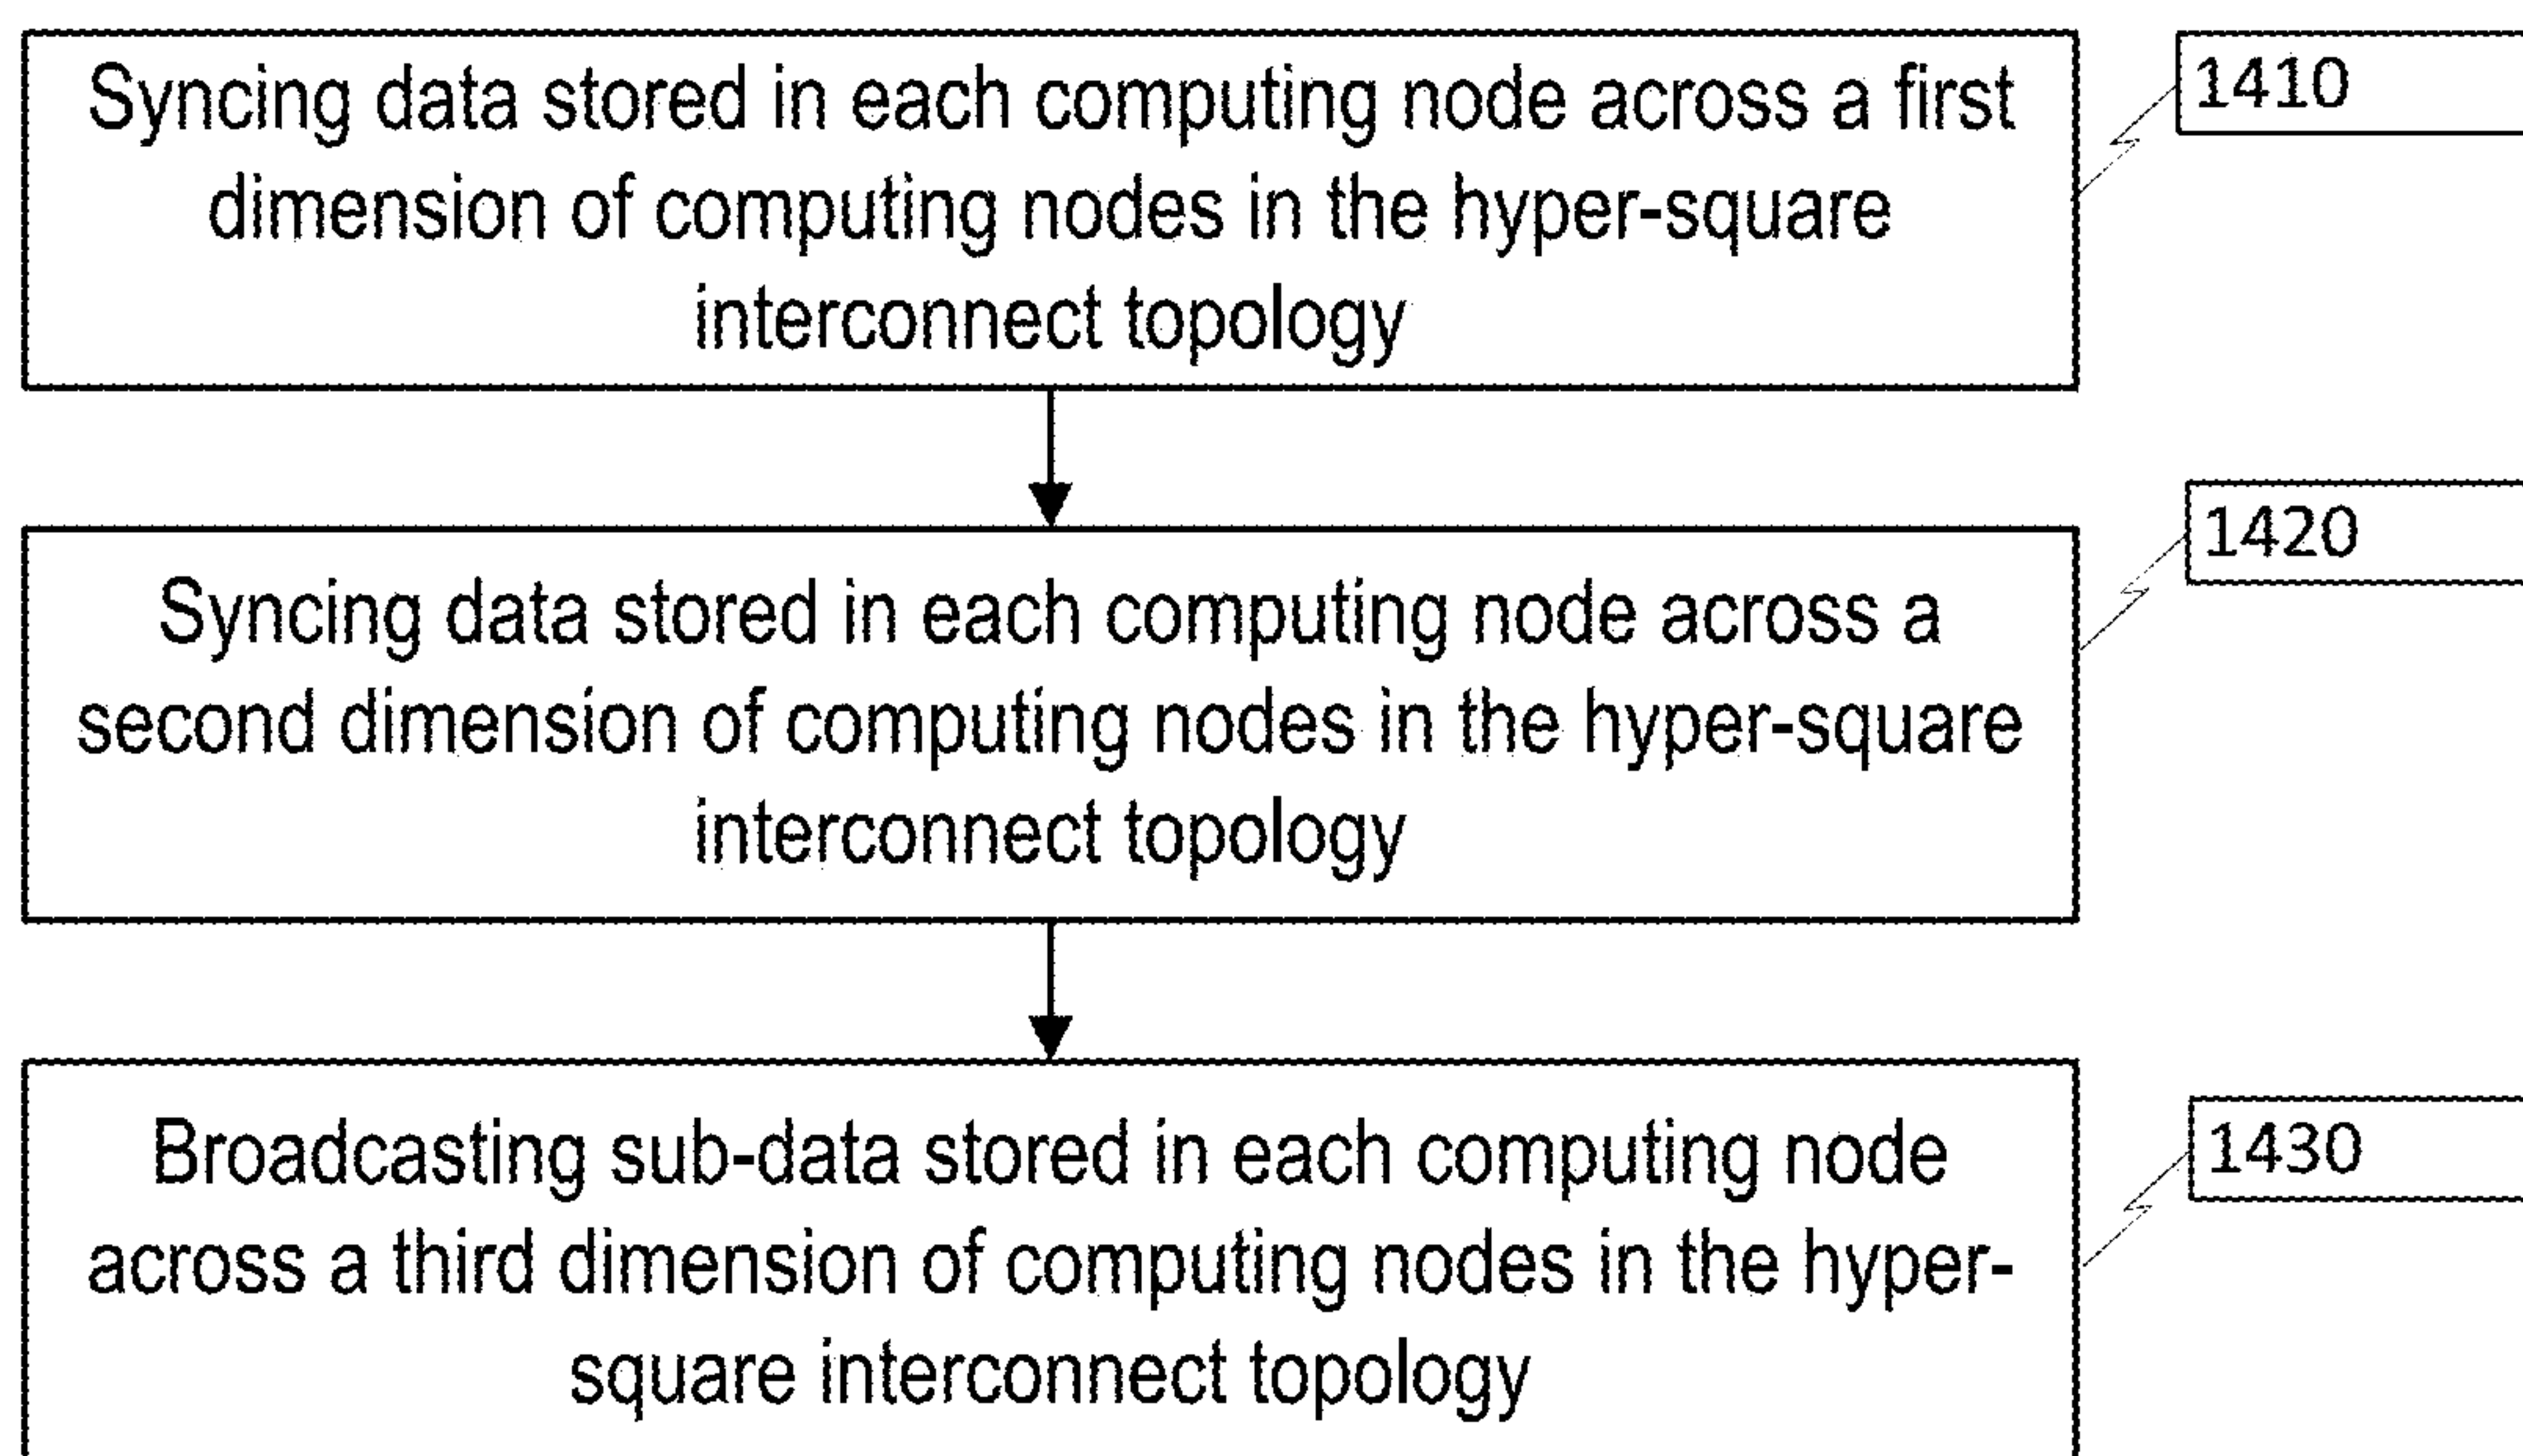 Syncing data stored in each computing node across a first
dimension of computing nodes in the hyper-square
interconnect topology
1410
Syncing data stored in each computing node across a
second dimension of computing nodes in the hyper-square
interconnect topology
1420
Broadcasting sub-data stored in each computing node
across a third dimension of computing nodes in the hyper-
square interconnect topology
1430